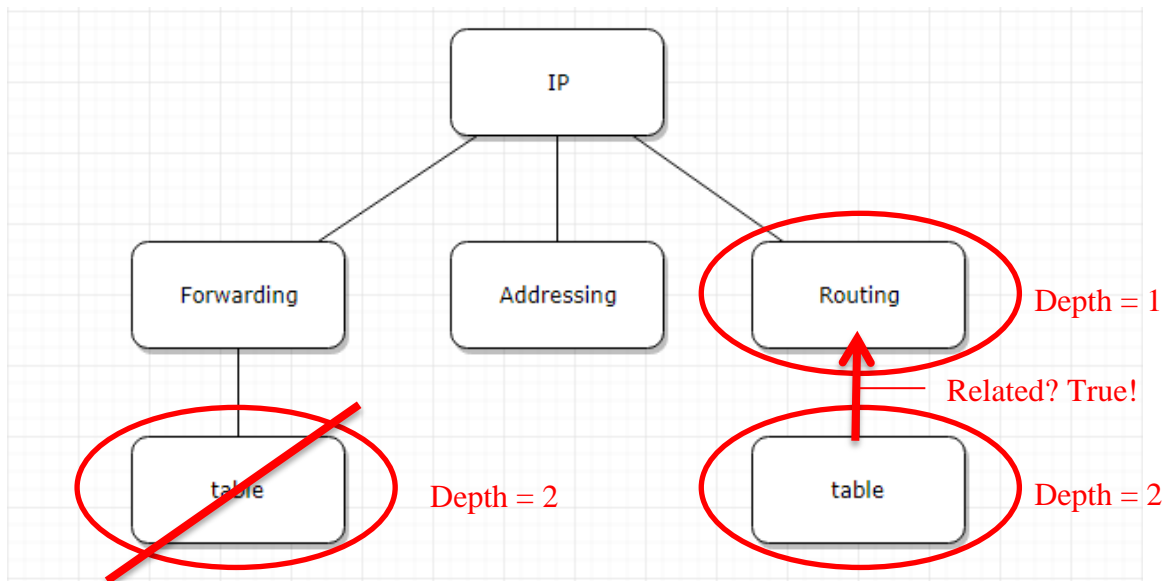 IP
Forwarding
Addressing
Routing
Depth = 1
Related? True!
table
Depth = 2
table
Depth = 2